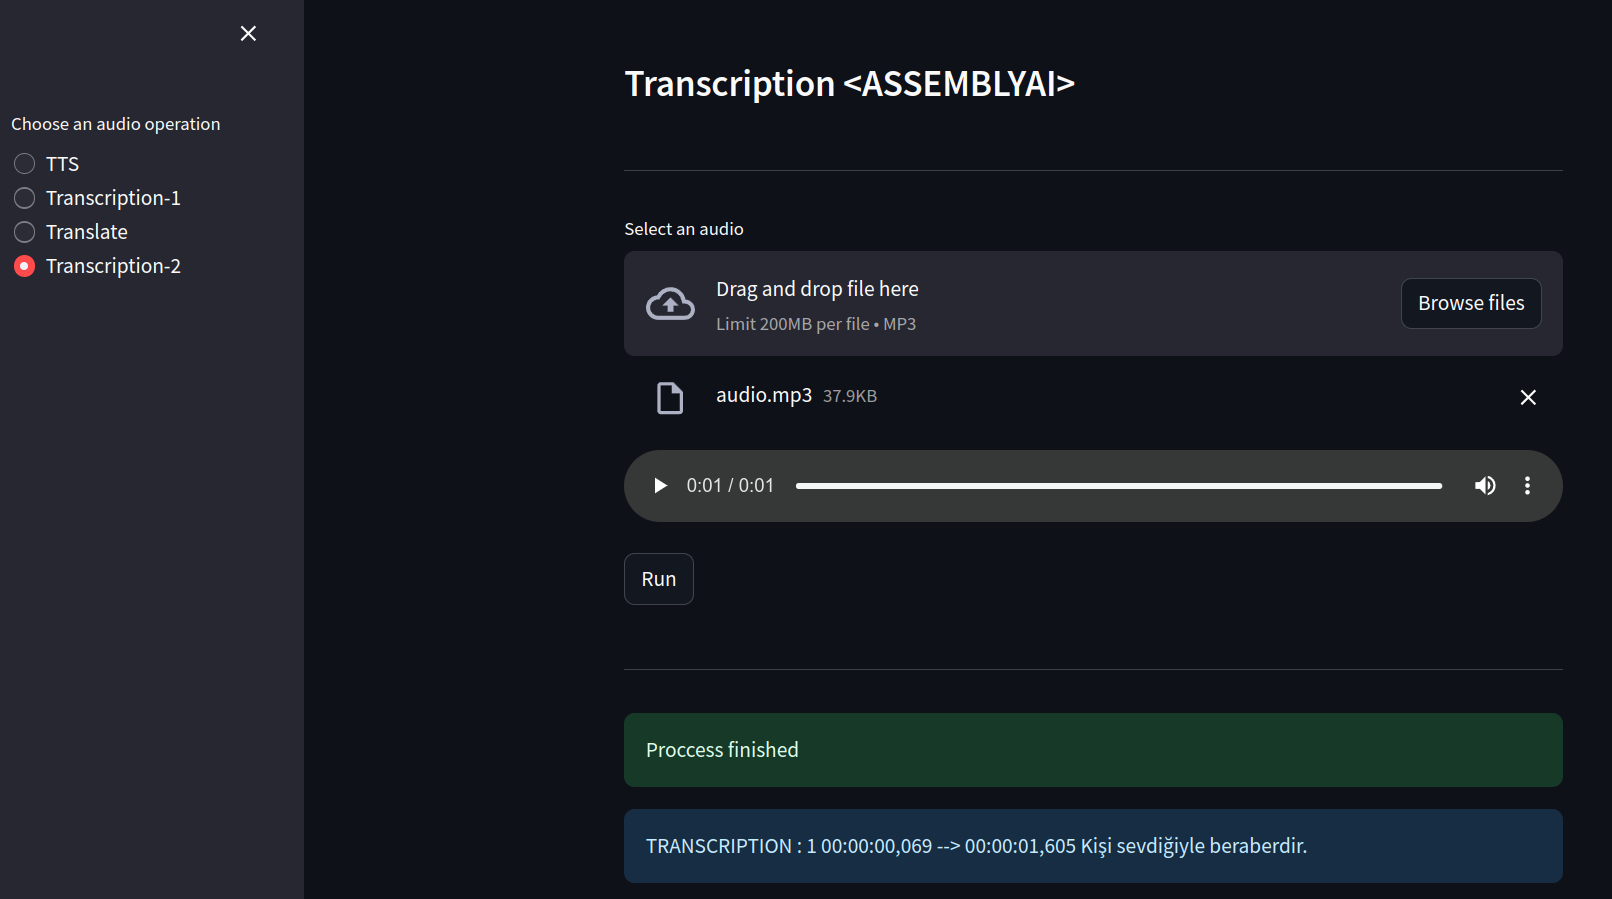 Choose an audio operation
TTS
Transcription-1
Translate
Transcription-2
Transcription <ASSEMBLYAI>
Select an audio
Drag and drop file here
Limit 200MB per file • MP3
Browse files
audio.mp3 37.9KB
0:01 / 0:01
Run
Proccess finished
TRANSCRIPTION : 1 00:00:00,069 --> 00:00:01,605 Kişi sevdiğiyle beraberdir.